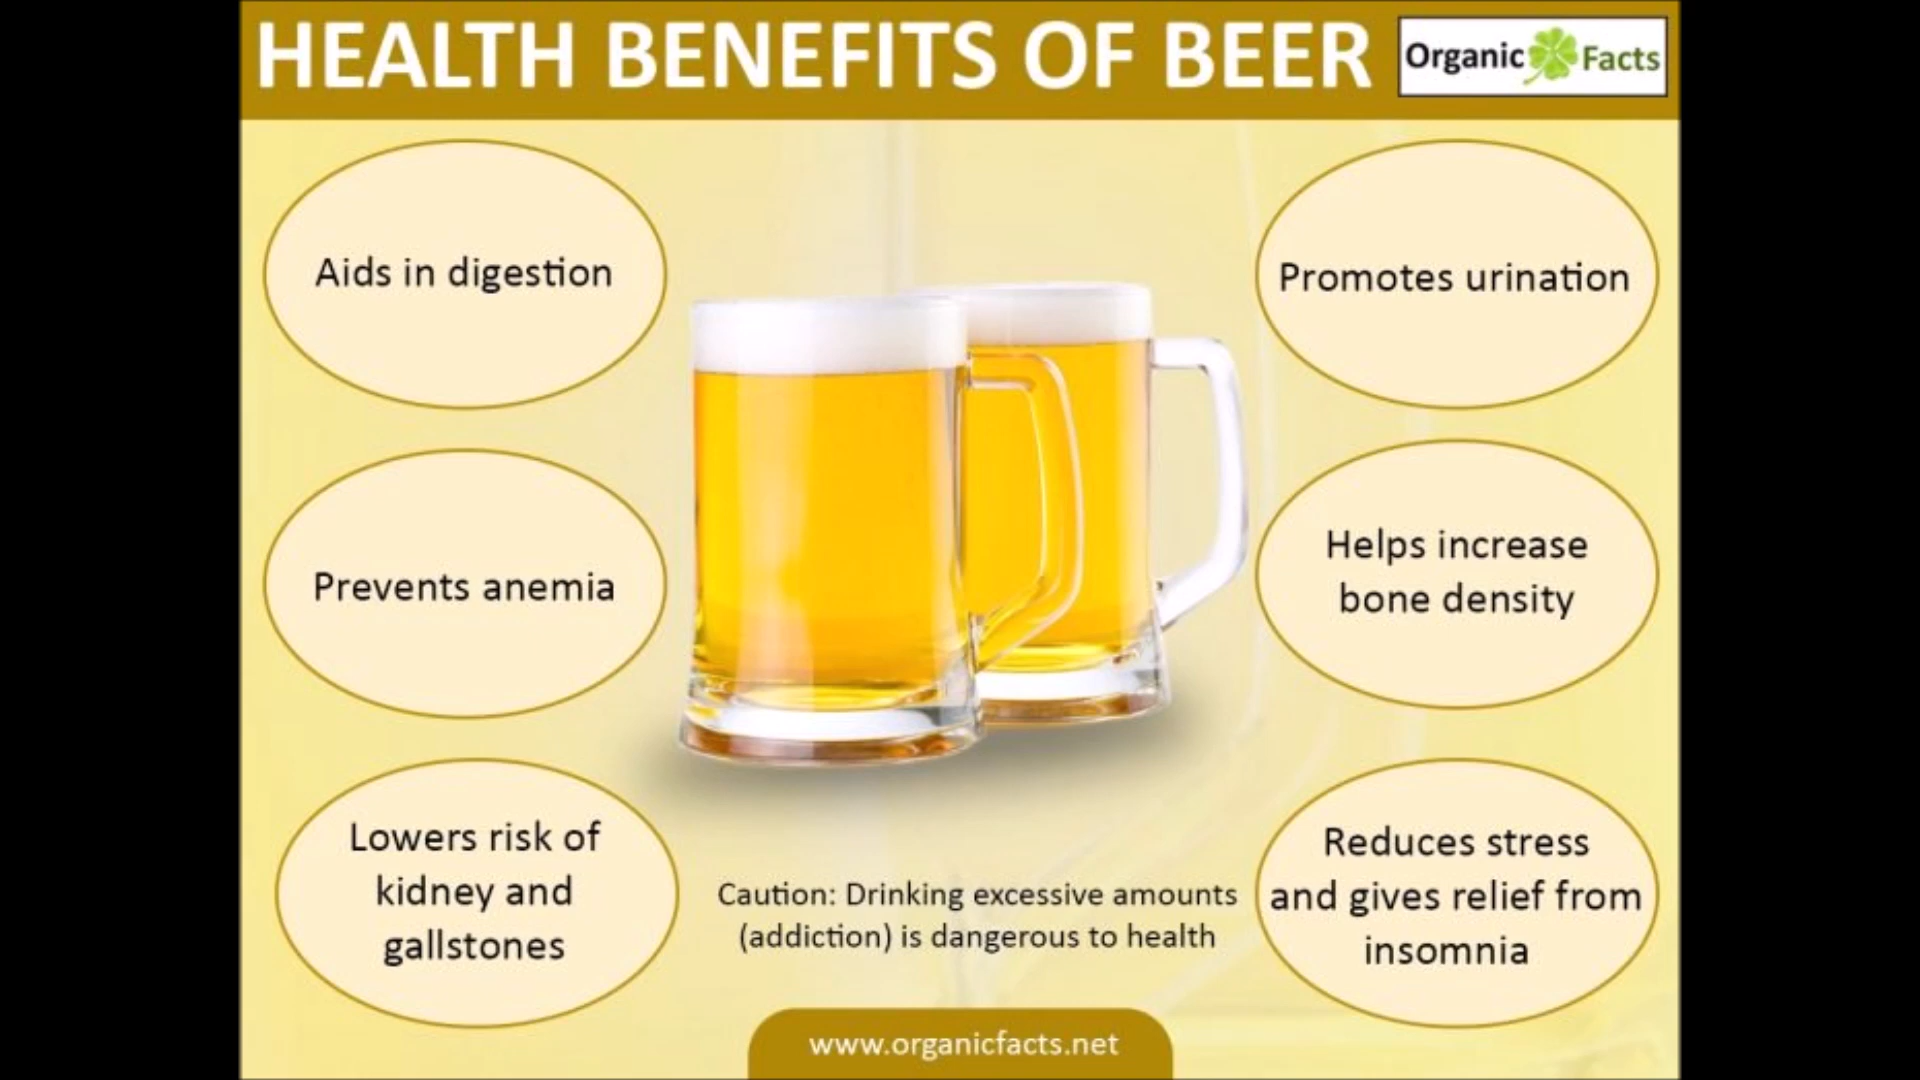 HEALTH BENEFITS OF BEER
Organic Facts
Aids in digestion
Promotes urination
Prevents anemia
Helps increase
bone density
Lowers risk of
kidney and
gallstones
Caution: Drinking excessive amounts
(addiction) is dangerous to health
Reduces stress
and gives relief from
insomnia
www.organicfacts.net